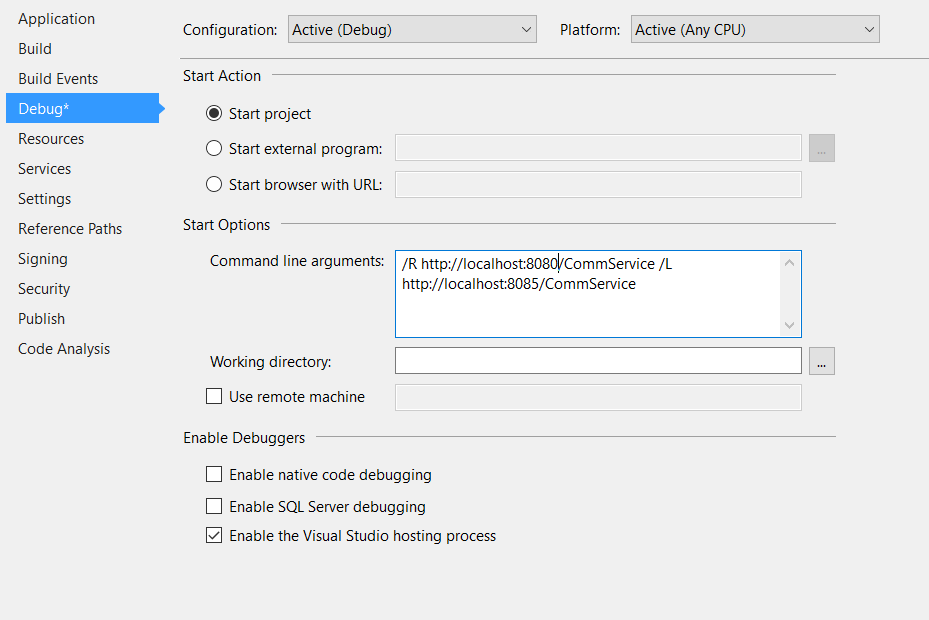 Application
Build
Build Events
Debug*
Resources
Services
Settings
Reference Paths
Signing
Security
Publish
Code Analysis
Configuration: Active (Debug) Platform: Active (Any CPU)
Start Action
Start project
Start external program: ...
Start browser with URL:
Start Options
Command line arguments: /R http://localhost:8080/CommService /L
http://localhost:8085/CommService
Working directory: ...
Use remote machine
Enable Debuggers
Enable native code debugging
Enable SQL Server debugging
Enable the Visual Studio hosting process